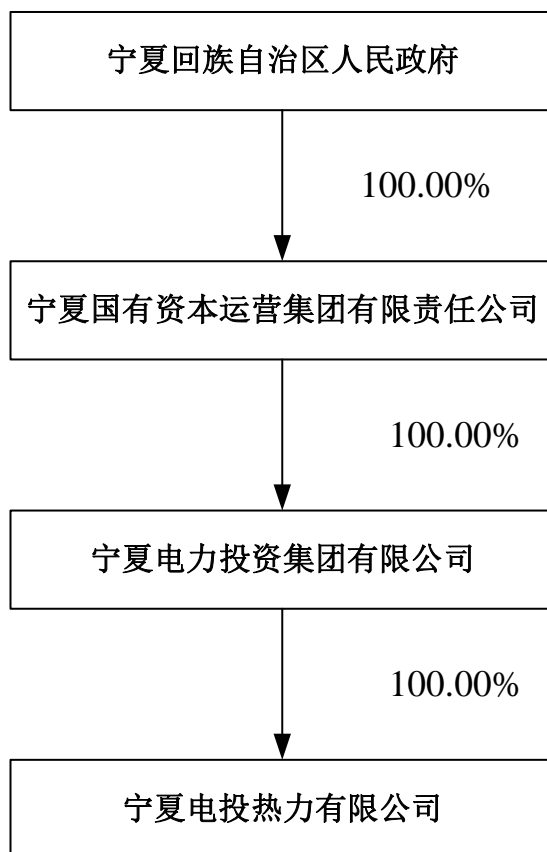 宁夏回族自治区人民政府
100.00%
宁夏国有资本运营集团有限责任公司
100.00%
宁夏电力投资集团有限公司
100.00%
宁夏电投热力有限公司